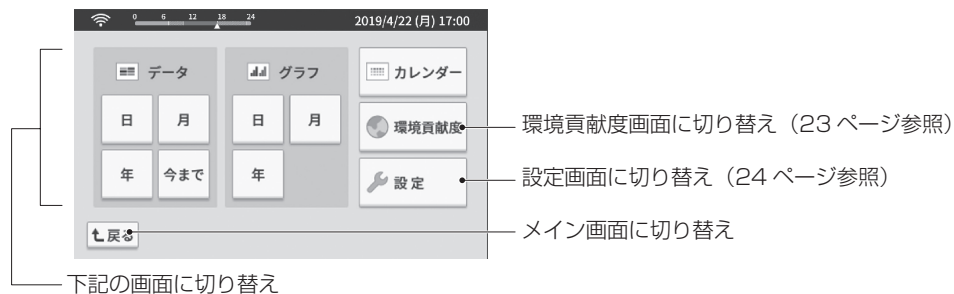 0 6 12 18 24 2019/4/22 (月) 17:00
データ グラフ カレンダー
日 月 日 月 環境貢献度 環境貢献度画面に切り替え（23 ページ参照）
年 今まで 年 設定 設定画面に切り替え（24 ページ参照）
戻る メイン画面に切り替え
下記の画面に切り替え